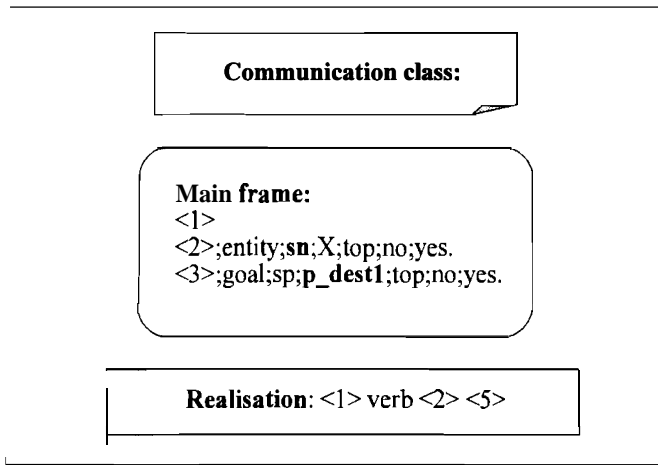 Communication class:
Main frame:
<1>
<2>;entity;sn;X;top;no;yes.
<3>;goal;sp;p_dest1;top;no;yes.
Realisation: <1> verb <2> <5>